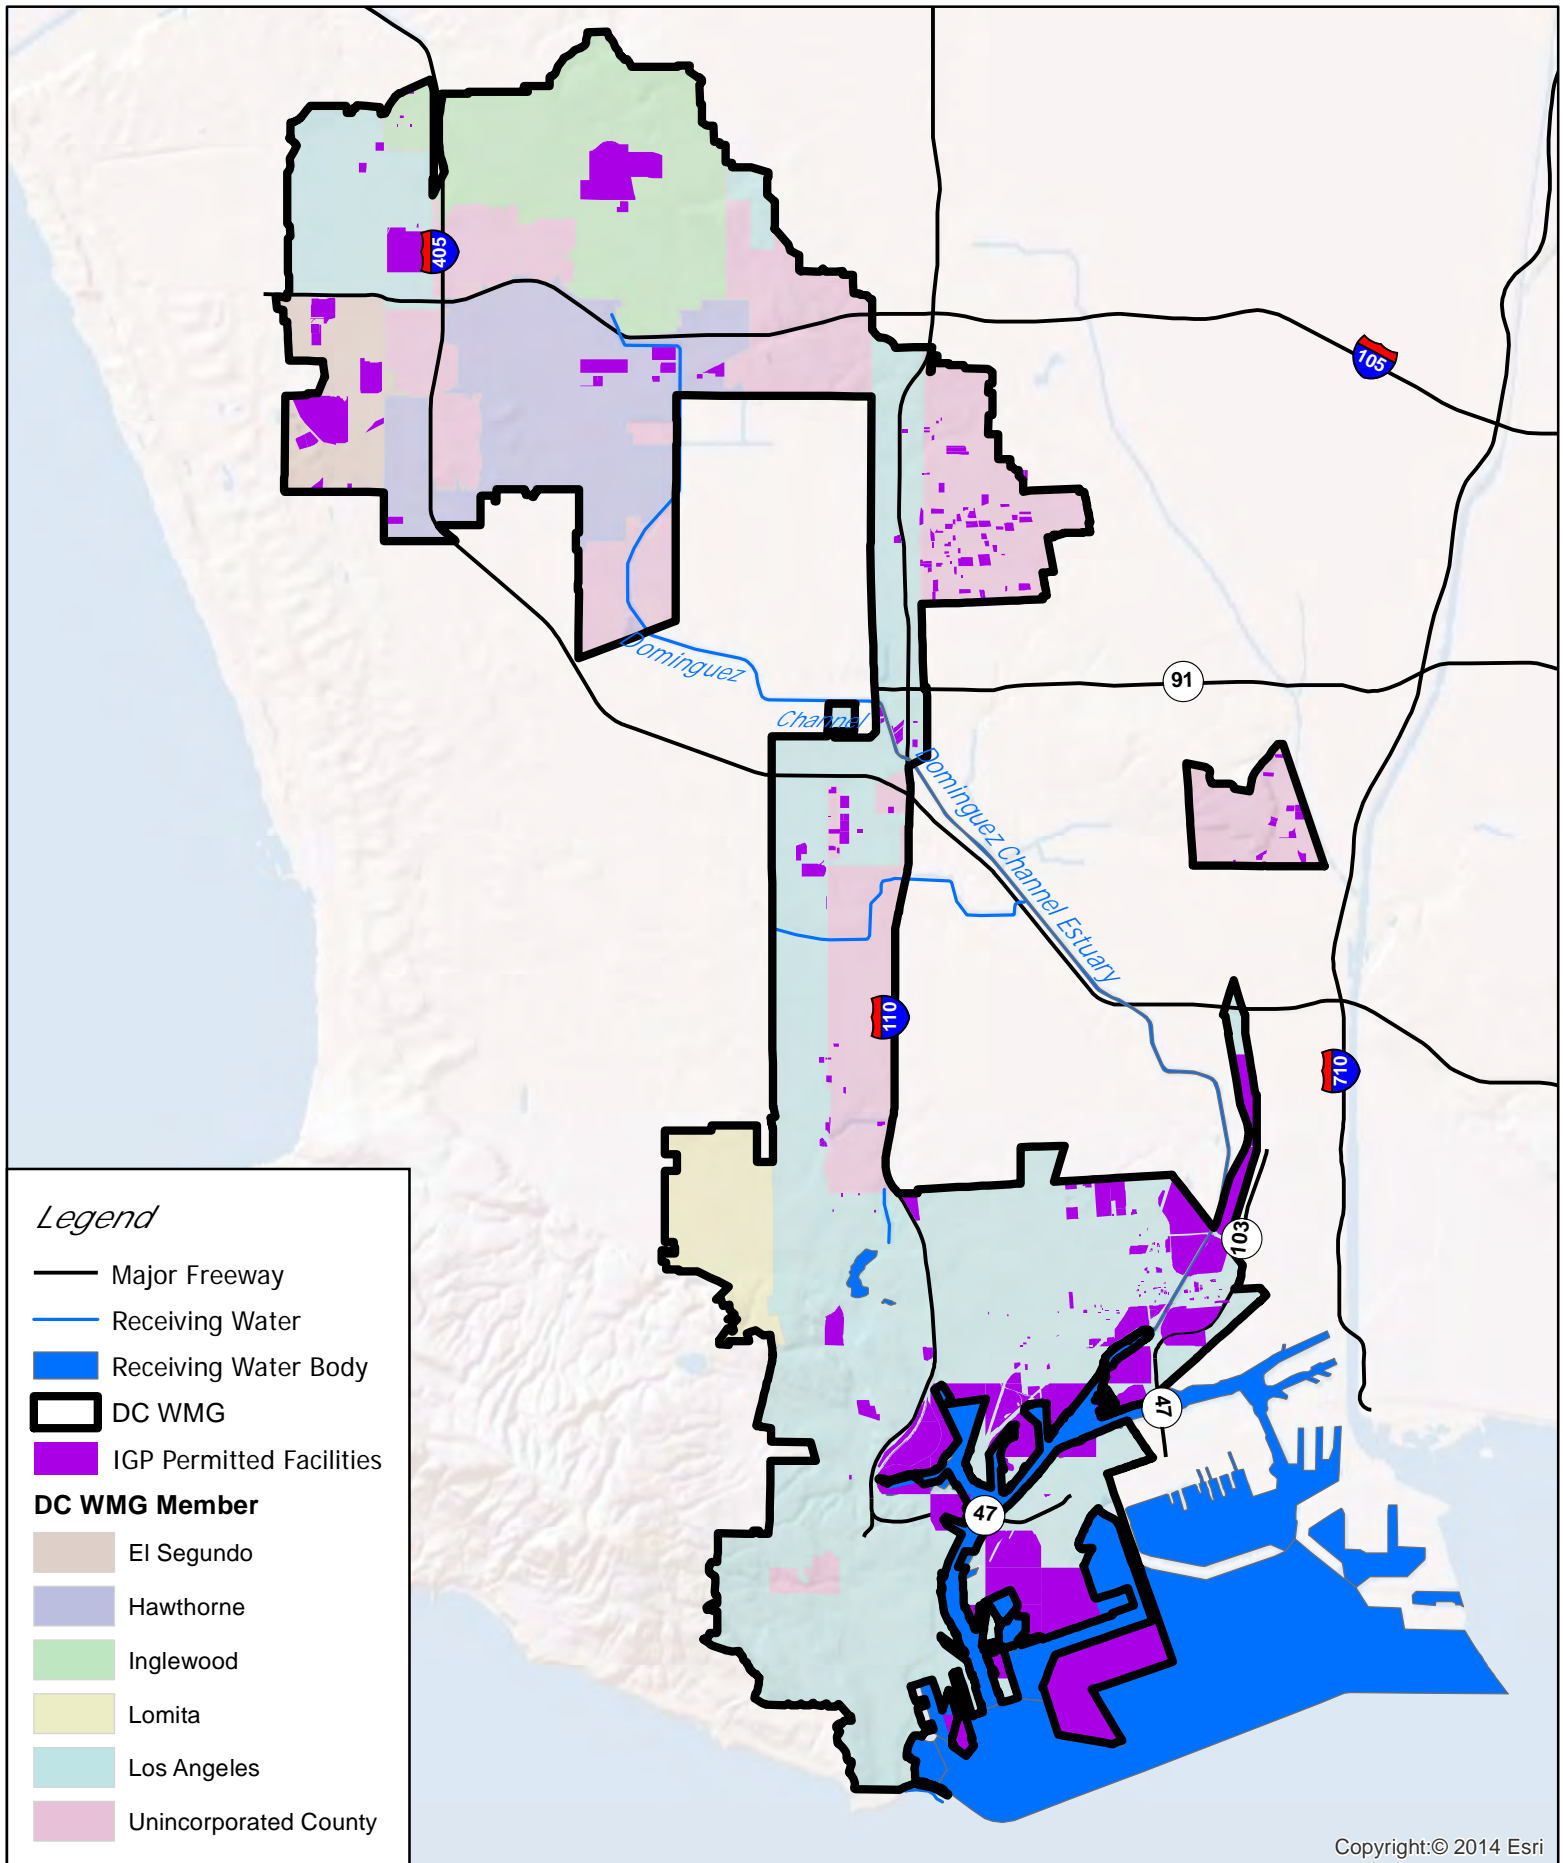 405
105
Dominguez
Channel
91
Dominguez Channel Estuary
110
710
103
47
47
Legend
Major Freeway
Receiving Water
Receiving Water Body
DC WMG
IGP Permitted Facilities
DC WMG Member
El Segundo
Hawthorne
Inglewood
Lomita
Los Angeles
Unincorporated County
Copyright:© 2014 Esri